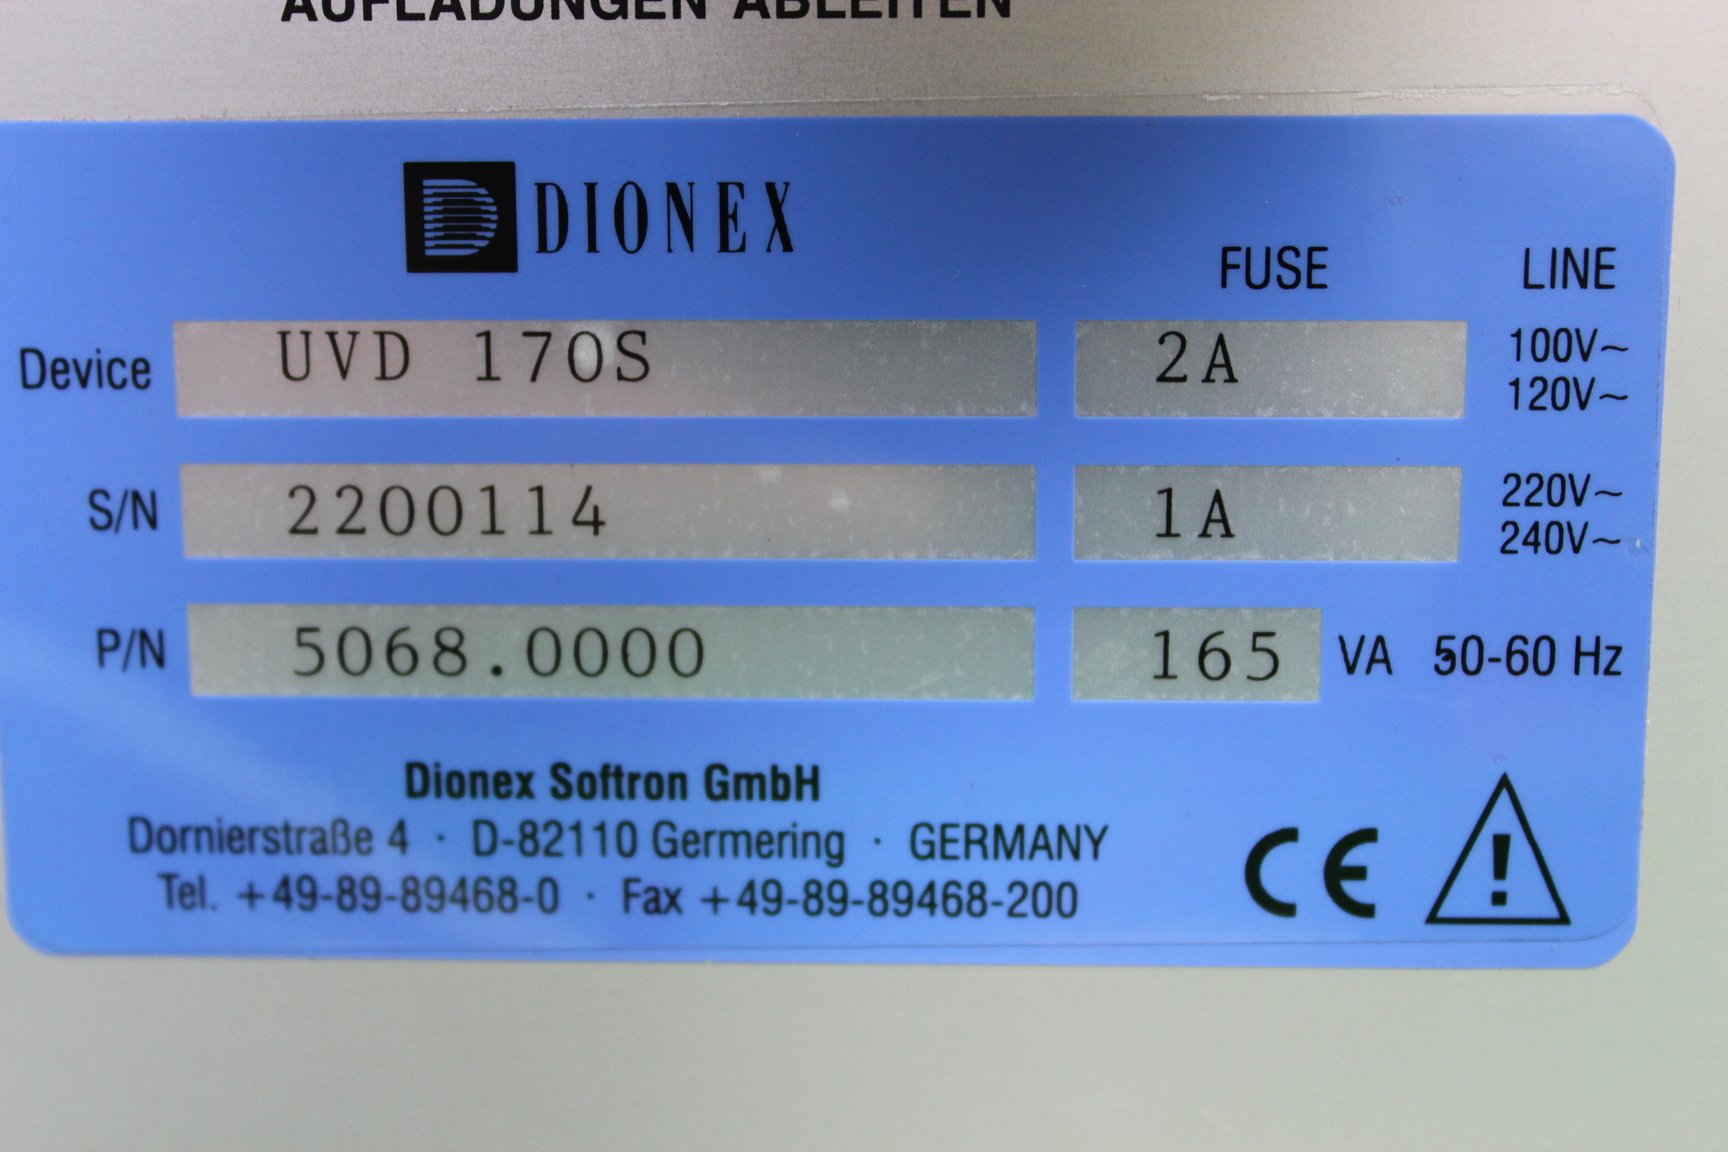 AUFLADUNGEN ABLEITEN
DIONEX
FUSE LINE
Device UVD 170S 2A 100V~
120V~
S/N 2200114 1A 220V~
240V~
P/N 5068.0000 165 VA 50-60 Hz
Dionex Softron GmbH
Dornierstraße 4 · D-82110 Germering · GERMANY
Tel. +49-89-89468-0 · Fax +49-89-89468-200
CE !